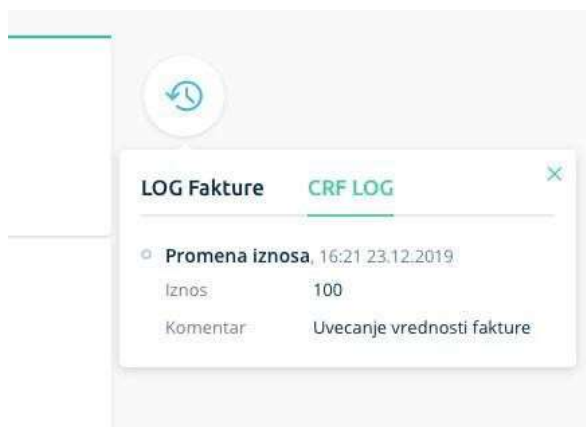 LOG Fakture CRF LOG
Promena iznosa, 16:21 23.12.2019
Iznos 100
Komentar Uvecanje vrednosti fakture